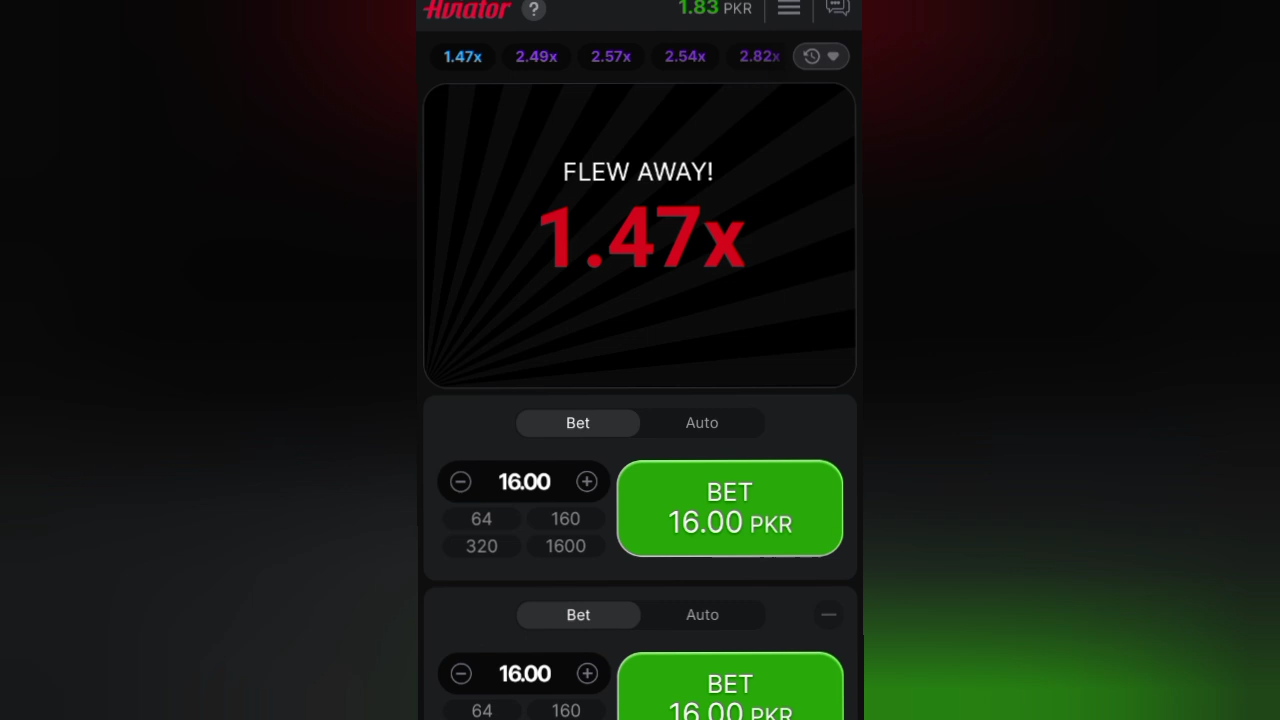 Aviator ? 1.83 PKR
1.47x 2.49x 2.57x 2.54x 2.82x
FLEW AWAY!
1.47x
Bet Auto
16.00
64 160
320 1600
BET
16.00 PKR
Bet Auto
16.00
64 160
BET
16.00 PKR